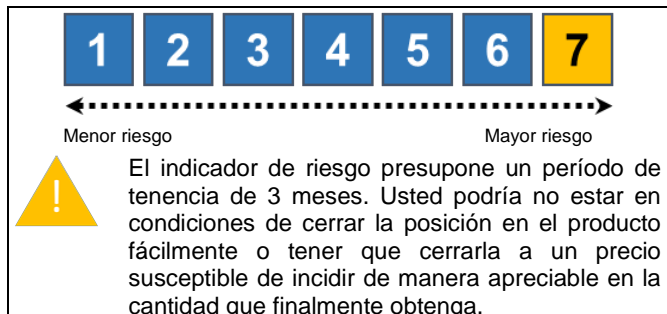 1 2 3 4 5 6 7
Menor riesgo Mayor riesgo
!
El indicador de riesgo presupone un período de
tenencia de 3 meses. Usted podría no estar en
condiciones de cerrar la posición en el producto
fácilmente o tener que cerrarla a un precio
susceptible de incidir de manera apreciable en la
cantidad que finalmente obtenga.